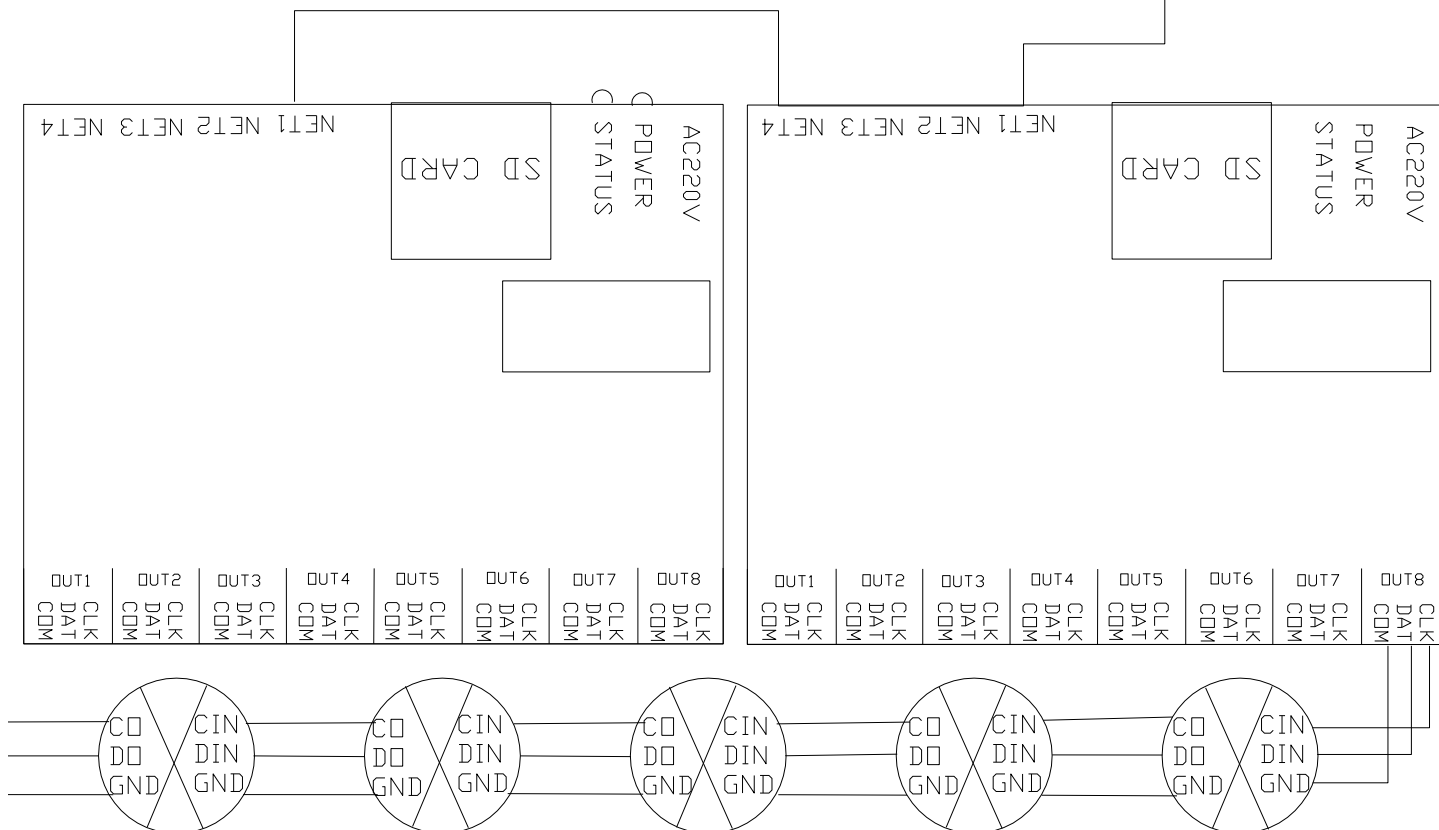 NET4 NET3 NET2 NET1
SD CARD
STATUS
POWER
AC220V
NET4 NET3 NET2 NET1
SD CARD
STATUS
POWER
AC220V
OUT1 OUT2 OUT3 OUT4 OUT5 OUT6 OUT7 OUT8
COM DAT CLK COM DAT CLK COM DAT CLK COM DAT CLK COM DAT CLK COM DAT CLK COM DAT CLK COM DAT CLK
OUT1 OUT2 OUT3 OUT4 OUT5 OUT6 OUT7 OUT8
COM DAT CLK COM DAT CLK COM DAT CLK COM DAT CLK COM DAT CLK COM DAT CLK COM DAT CLK COM DAT CLK
CO CIN CO CIN CO CIN CO CIN CO CIN
DO DIN DO DIN DO DIN DO DIN DO DIN
GND GND GND GND GND GND GND GND GND GND